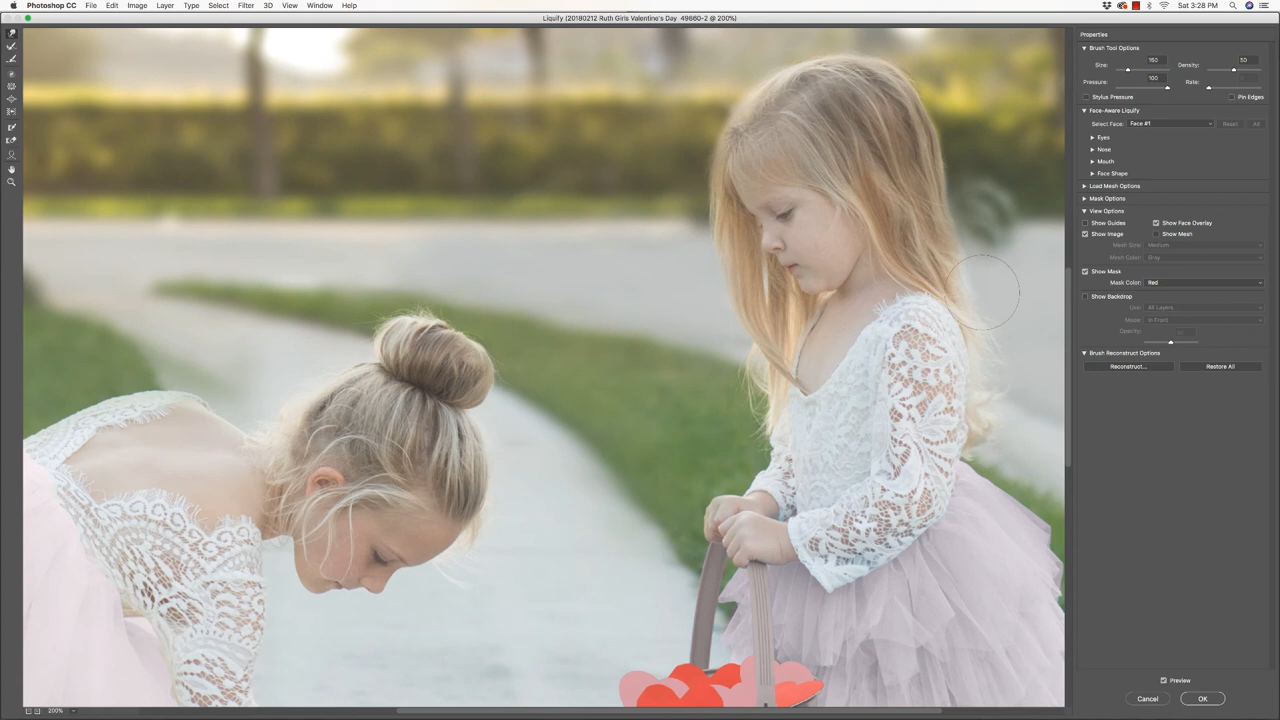 Photoshop CC File Edit Image Layer Type Select Filter 3D View Window Help Sat 3:28 PM
Liquify (20180212 Ruth Girls Valentine's Day 49660-2 @ 200%)
Properties
Brush Tool Options
Size: 150 Density: 50
Pressure: 100 Rate:
Stylus Pressure Pin Edges
Face-Aware Liquify
Select Face: Face #1 Reset All
Eyes
Nose
Mouth
Face Shape
Load Mesh Options
Mask Options
View Options
Show Guides Show Face Overlay
Show Image Show Mesh
Mesh Size: Medium
Mesh Color: Gray
Show Mask
Mask Color: Red
Show Backdrop
Use: All Layers
Mode: In Front
Opacity:
Brush Reconstruct Options
Reconstruct... Restore All
Preview
Cancel OK
200%